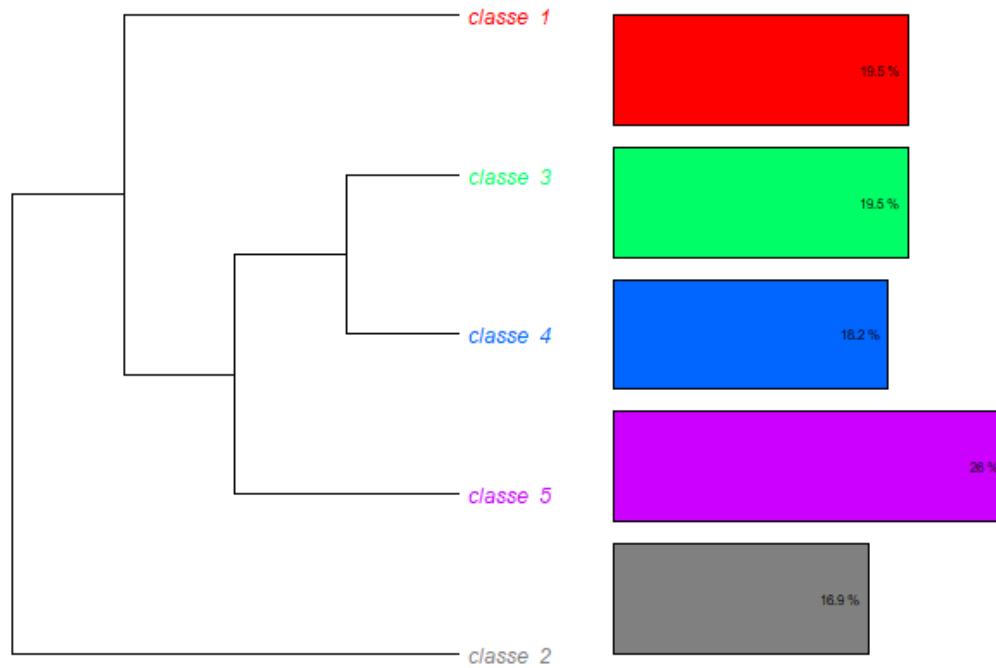 classe 1
19.5 %
classe 3
19.5 %
classe 4
18.2 %
classe 5
26 %
classe 2
16.9 %